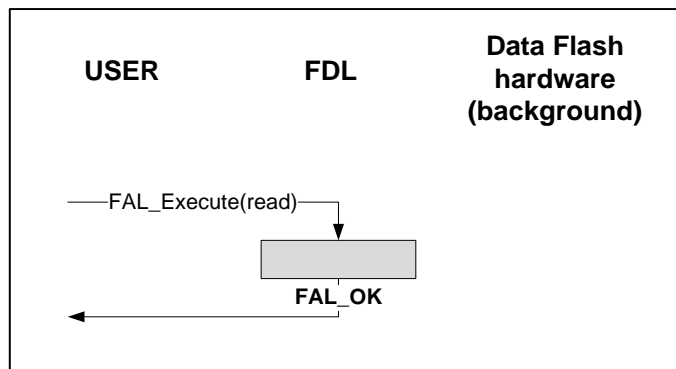 USER
FDL
Data Flash
hardware
(background)
FAL_Execute(read)
FAL_OK